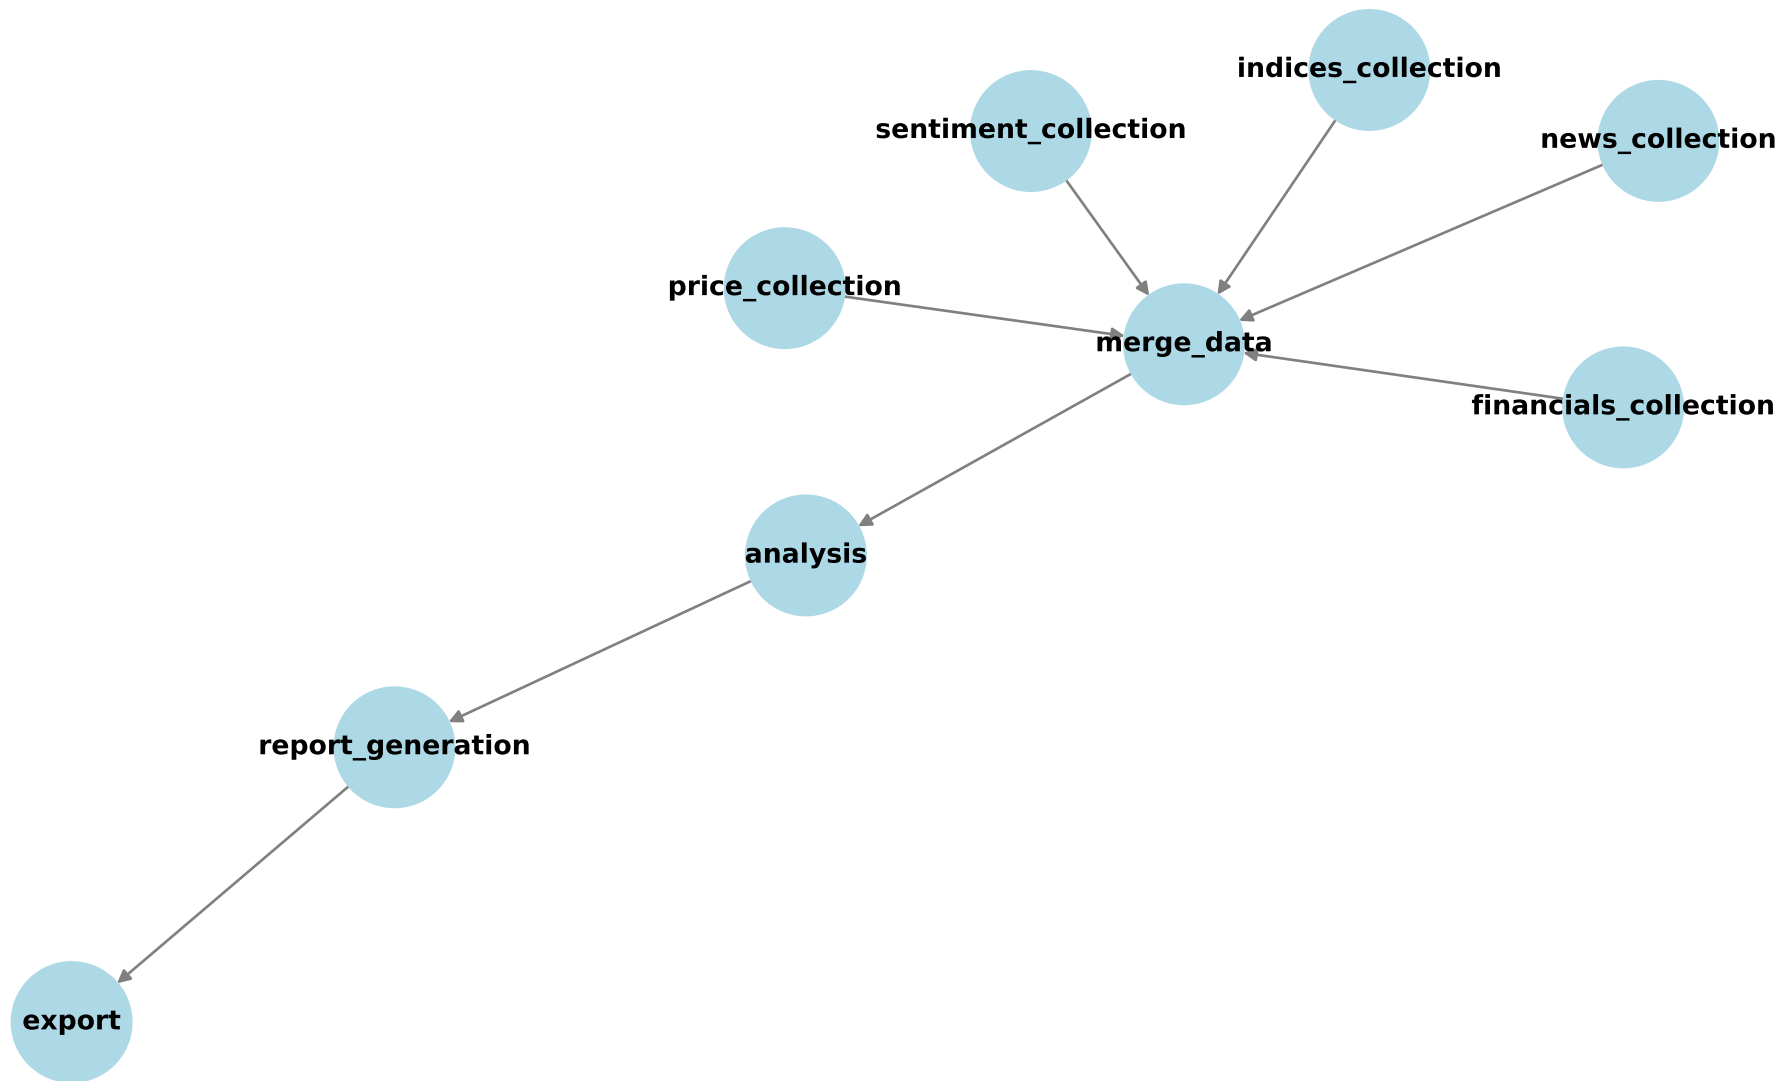 indices_collection
sentiment_collection
news_collection
price_collection
merge_data
financials_collection
analysis
report_generation
export